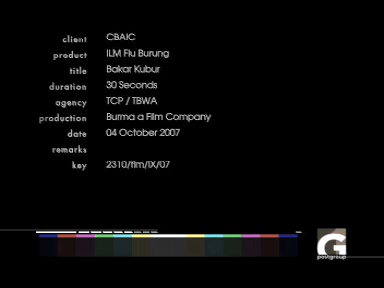 client CBAIC
product ILM Flu Burung
title Bakar Kubur
duration 30 Seconds
agency TCP / TBWA
production Burma a Film Company
date 04 October 2007
remarks
key 2310/flm/IX/07
G
postgroup